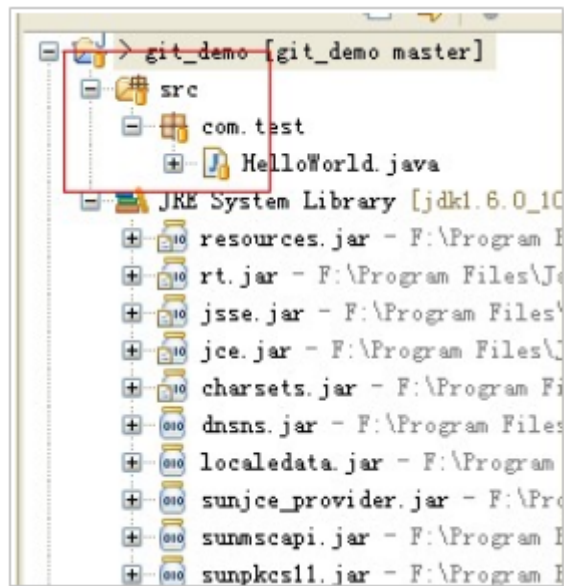 > git_demo [git_demo master]
src
com.test
HelloWorld.java
JRE System Library [jdk1.6.0_10
resources.jar - F:\Program
rt.jar - F:\Program Files\J
jsse.jar - F:\Program Files\
jce.jar - F:\Program Files\
charsets.jar - F:\Program Fi
dnsns.jar - F:\Program Files
localedata.jar - F:\Program
sunjce_provider.jar - F:\Pro
sunmscapi.jar - F:\Program
sunpkcs11.jar - F:\Program